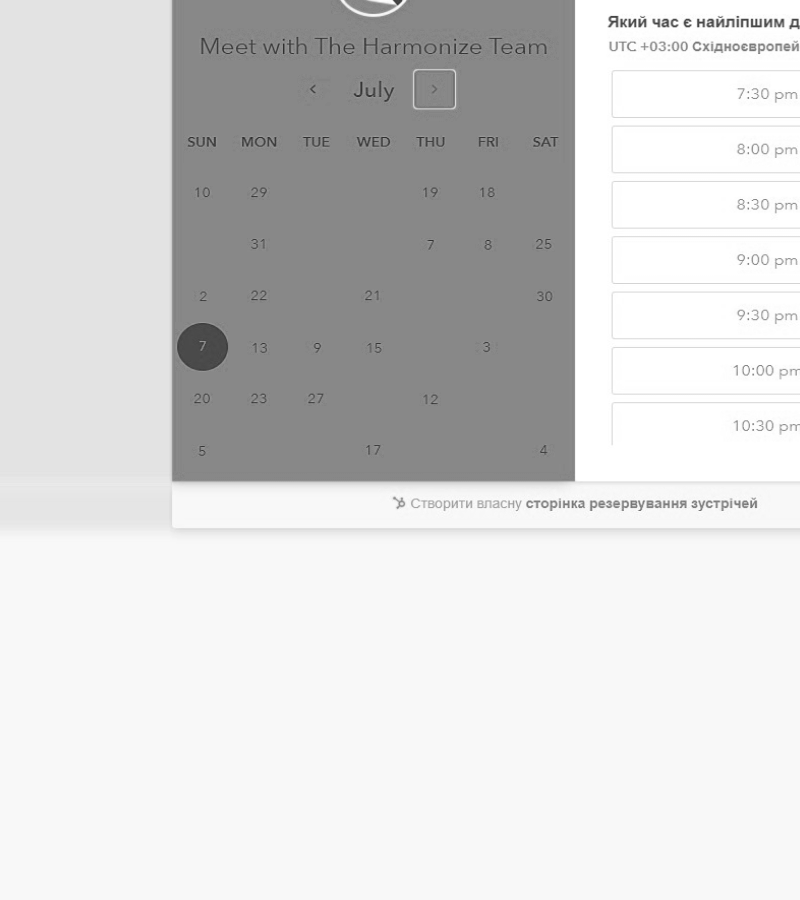 Meet with The Harmonize Team
July
SUN MON TUE WED THU FRI SAT
10 29 19 18
31 7 8 25
2 22 21 30
7 13 9 15 3
20 23 27 12
5 17 4
Який час є найліпшим
UTC +03:00
7:30 pm
8:00 pm
8:30 pm
9:00 pm
9:30 pm
10:00 pm
10:30 pm
Створити власну сторінка резервування зустрічей